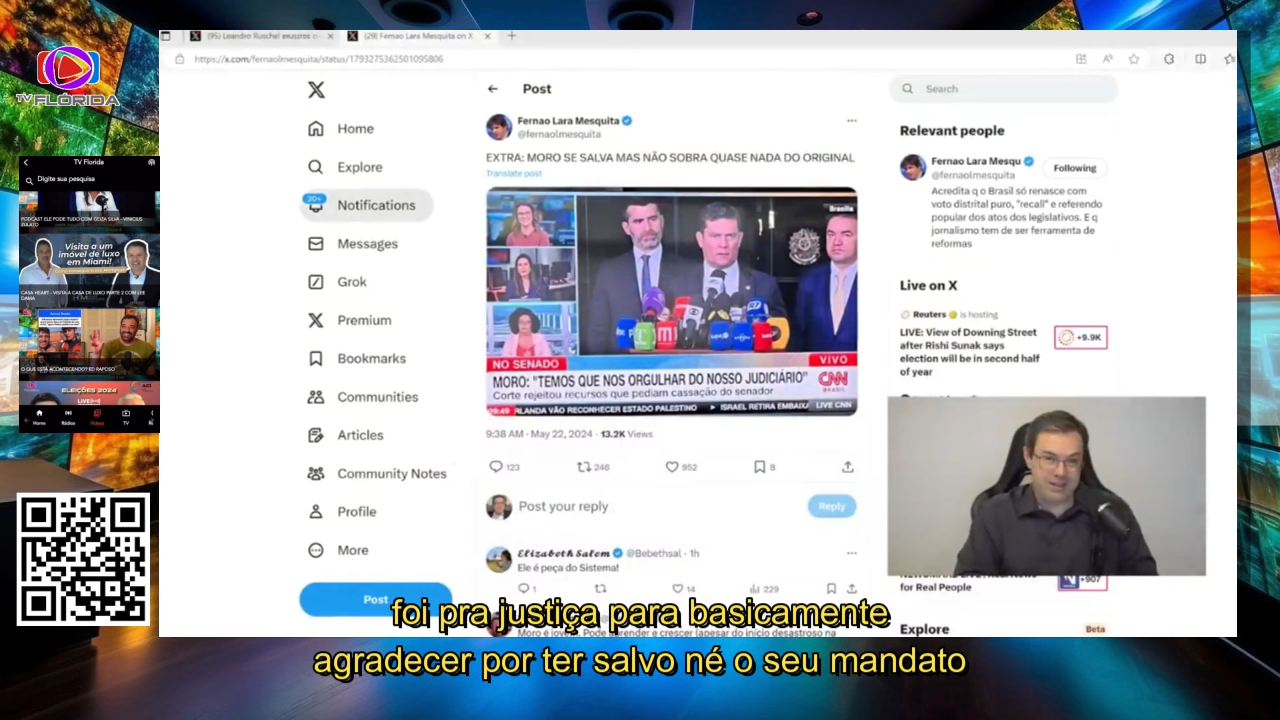 (95) Leandro Ruschel
(29) Fernao Lara Mesquita on X
https://x.com/fernaolmesquita/status/1793275362501095806
TV FLÓRIDA
TV Florida
Digite sua pesquisa
PODCAST ELE PODE TUDO COM GEIZA SILVA - VINICIUS
ZULATO
Visita a um
imóvel de luxo
em Miami!
CASA HEART - VISITA A CASA DE LUXO PARTE 2 COM LEE
DAMA
O QUE ESTÁ ACONTECENDO? ED RAPOSO
ELEIÇÕES 2024
LIVE
Home
Rádios
Vídeos
TV
Home
Explore
20+
Notifications
Messages
Grok
Premium
Bookmarks
Communities
Articles
Community Notes
Profile
More
Post
Post
Fernao Lara Mesquita
@fernaolmesquita
EXTRA: MORO SE SALVA MAS NÃO SOBRA QUASE NADA DO ORIGINAL
Translate post
Brasília
NO SENADO
VIVO
MORO: "TEMOS QUE NOS ORGULHAR DO NOSSO JUDICIÁRIO"
Corte rejeitou recursos que pediam cassação do senador
CNN
BRASIL
09:49 RLANDA VÃO RECONHECER ESTADO PALESTINO ► ISRAEL RETIRA EMBAIX
LIVE CNN
9:38 AM · May 22, 2024 · 13.2K Views
123 246 952 8
Post your reply
Reply
Elizabeth Salem @Bebethsal · 1h
Ele é peça do Sistema!
1 14 229
Moro é jovem. Pode aprender e crescer (apesar do início desastroso na
Search
Relevant people
Fernao Lara Mesqu
@fernaolmesquita
Following
Acredita q o Brasil só renasce com
voto distrital puro, "recall" e referendo
popular dos atos dos legislativos. E q
jornalismo tem de ser ferramenta de
reformas
Live on X
Reuters is hosting
LIVE: View of Downing Street
after Rishi Sunak says
election will be in second half
of year
+9.9K
for Real People
+907
Explore
Beta
foi pra justiça para basicamente
agradecer por ter salvo né o seu mandato